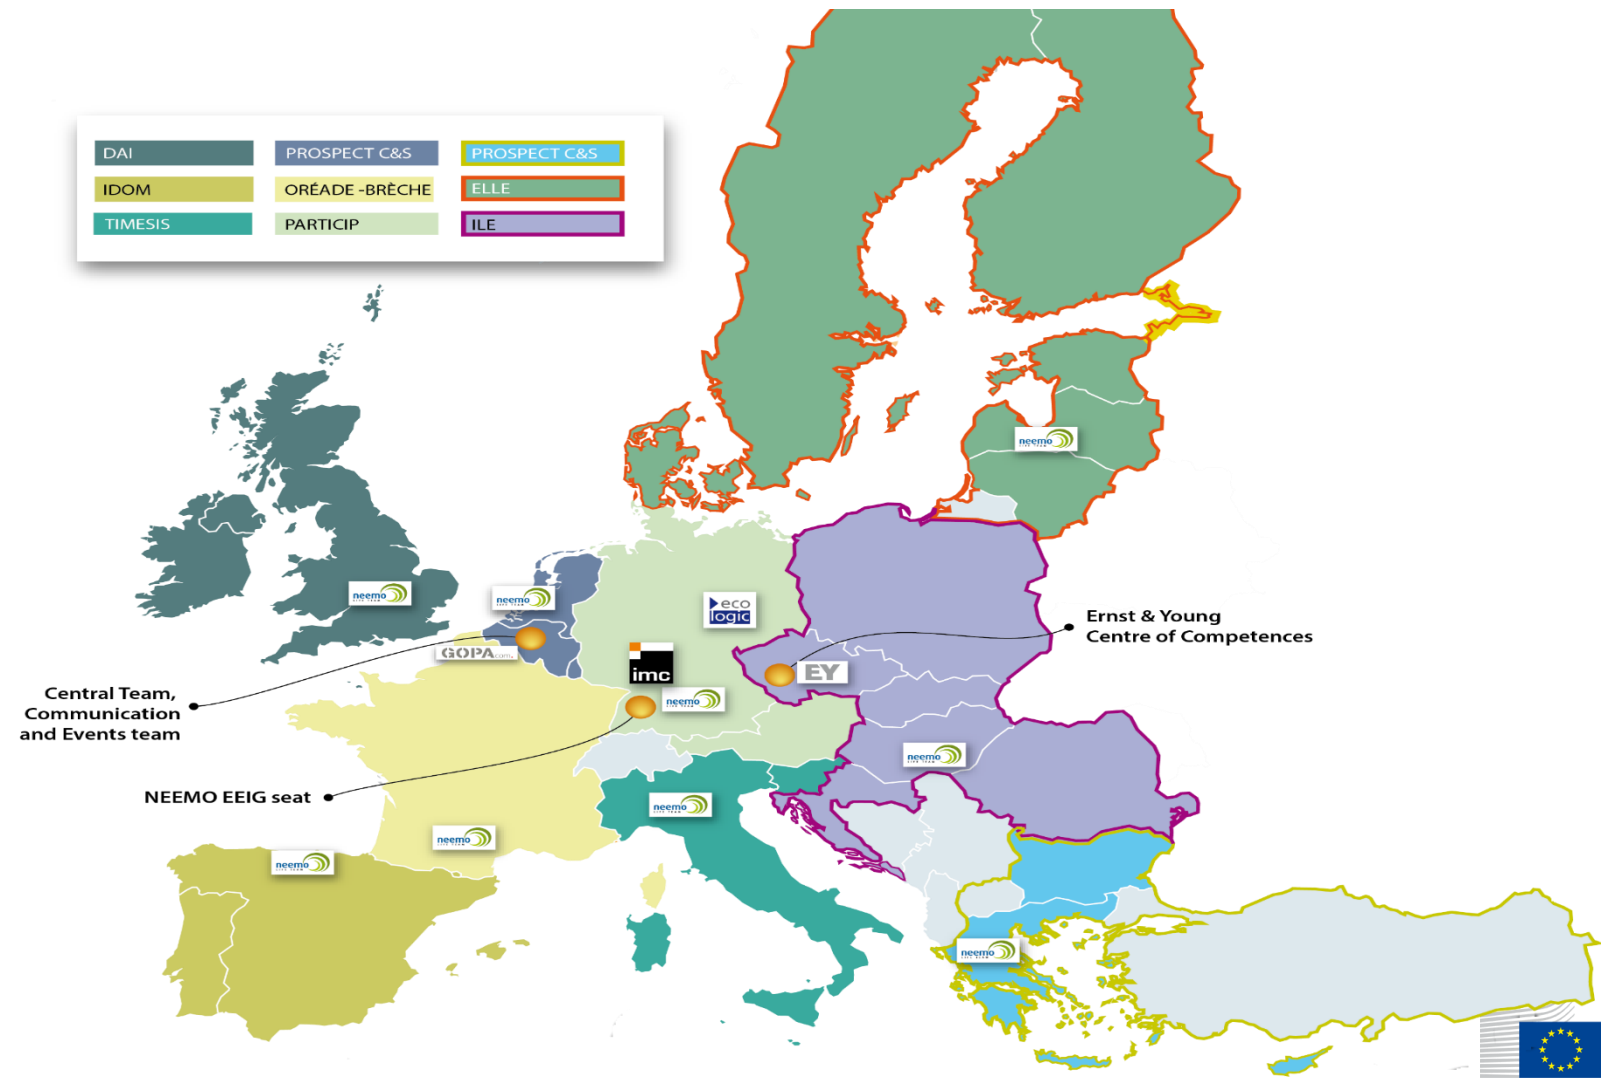 DAI
PROSPECT C&S
PROSPECT C&S
IDOM
ORÉADE -BRÈCHE
ELLE
TIMESIS
PARTICIP
ILE
neemo
neemo
neemo
eco
logic
Ernst & Young
Centre of Competences
GOPA
imc
EY
Central Team,
Communication
and Events team
neemo
neemo
NEEMO EEIG seat
neemo
neemo
neemo
neemo